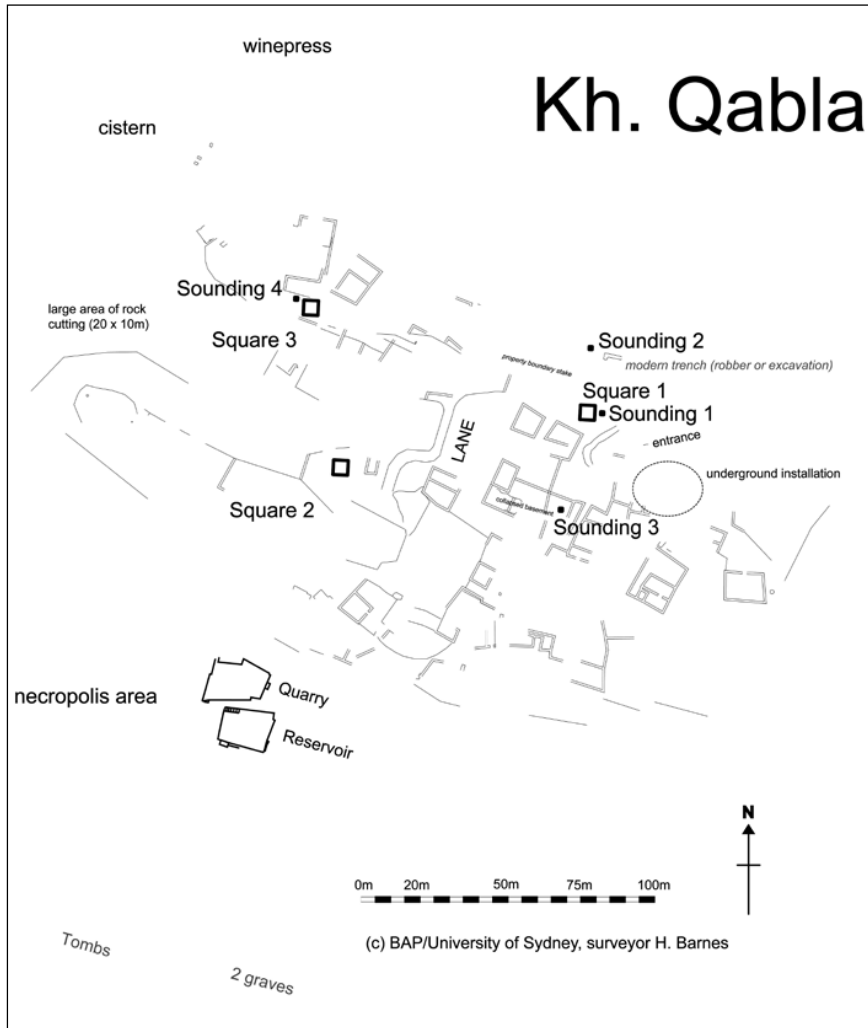 winepress
Kh. Qabla
cistern
Sounding 4
large area of rock
cutting (20 x 10m)
Square 3
Sounding 2
property boundary stake
modern trench (robber or excavation)
Square 1
Sounding 1
LANE
entrance
underground installation
collapsed basement
Square 2
Sounding 3
necropolis area
Quarry
Reservoir
N
0m 20m 50m 75m 100m
(c) BAP/University of Sydney, surveyor H. Barnes
Tombs
2 graves